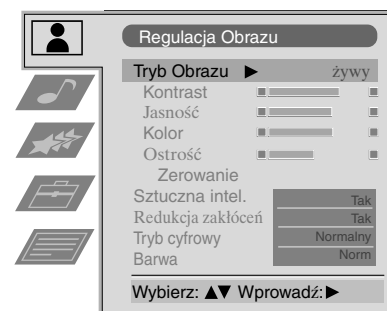 Regulacja Obrazu
Tryb Obrazu ▶ żywy
Kontrast
Jasność
Kolor
Ostrość
Zerowanie
Sztuczna intel. Tak
Redukcja zakłóceń Tak
Tryb cyfrowy Normalny
Barwa Norm
Wybierz: ▲▼ Wprowadź: ▶